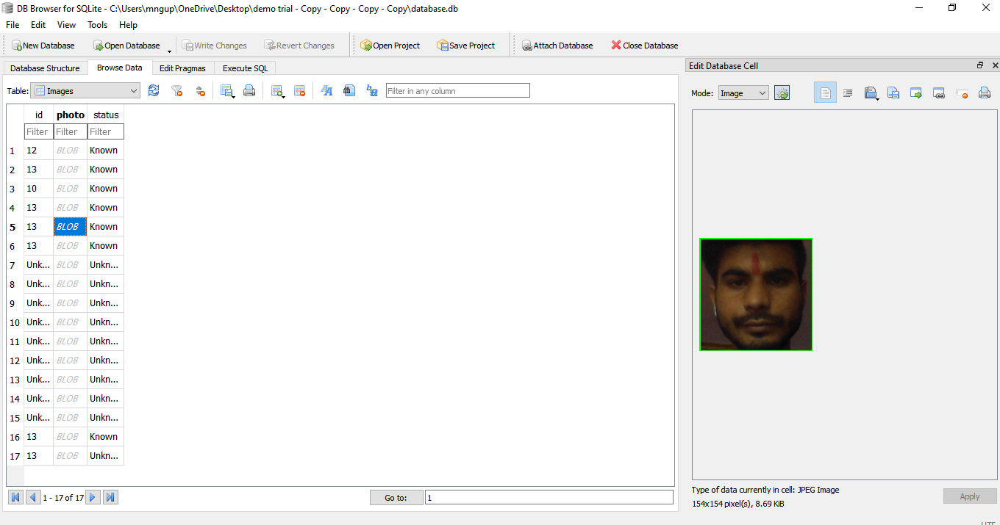 DB Browser for SQLite - C:\Users\mngup\OneDrive\Desktop\demo trial - Copy - Copy - Copy - Copy\database.db
File Edit View Tools Help
New Database Open Database Write Changes Revert Changes Open Project Save Project Attach Database Close Database
Database Structure Browse Data Edit Pragmas Execute SQL
Edit Database Cell
Table: Images Filter in any column
Mode: Image
id photo status
Filter Filter Filter
1 12 BLOB Known
2 13 BLOB Known
3 10 BLOB Known
4 13 BLOB Known
5 13 BLOB Known
6 13 BLOB Known
7 Unk... BLOB Unkn...
8 Unk... BLOB Unkn...
9 Unk... BLOB Unkn...
10 Unk... BLOB Unkn...
11 Unk... BLOB Unkn...
12 Unk... BLOB Unkn...
13 Unk... BLOB Unkn...
14 Unk... BLOB Unkn...
15 Unk... BLOB Unkn...
16 13 BLOB Known
17 13 BLOB Unkn...
1 - 17 of 17 Go to: 1
Type of data currently in cell: JPEG Image
154x154 pixel(s), 8.69 KiB
Apply